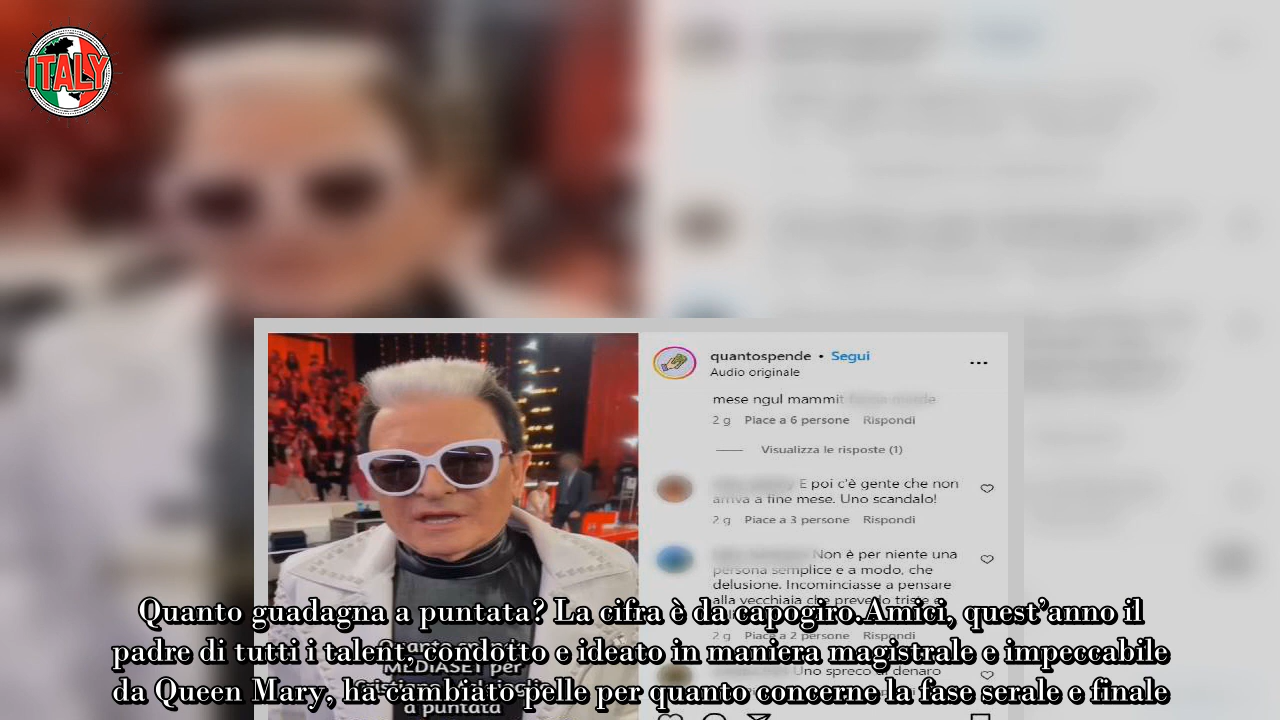 ITALY
quantospende • Segui
Audio originale
mese ngul mammit
2 g Piace a 6 persone Rispondi
Visualizza le risposte (1)
E poi c'è gente che non
arriva a fine mese. Uno scandalo!
2 g Piace a 3 persone Rispondi
Non è per niente una
persona semplice e a modo, che
delusione. Incominciasse a pensare
alla vecchiaia che prevedo triste e
2 g Piace a 2 persone Rispondi
Uno spreco di denaro
MEDIASET per
a puntata
Quanto guadagna a puntata? La cifra è da capogiro.Amici, quest'anno il
padre di tutti i talent, condotto e ideato in maniera magistrale e impeccabile
da Queen Mary, ha cambiato pelle per quanto concerne la fase serale e finale